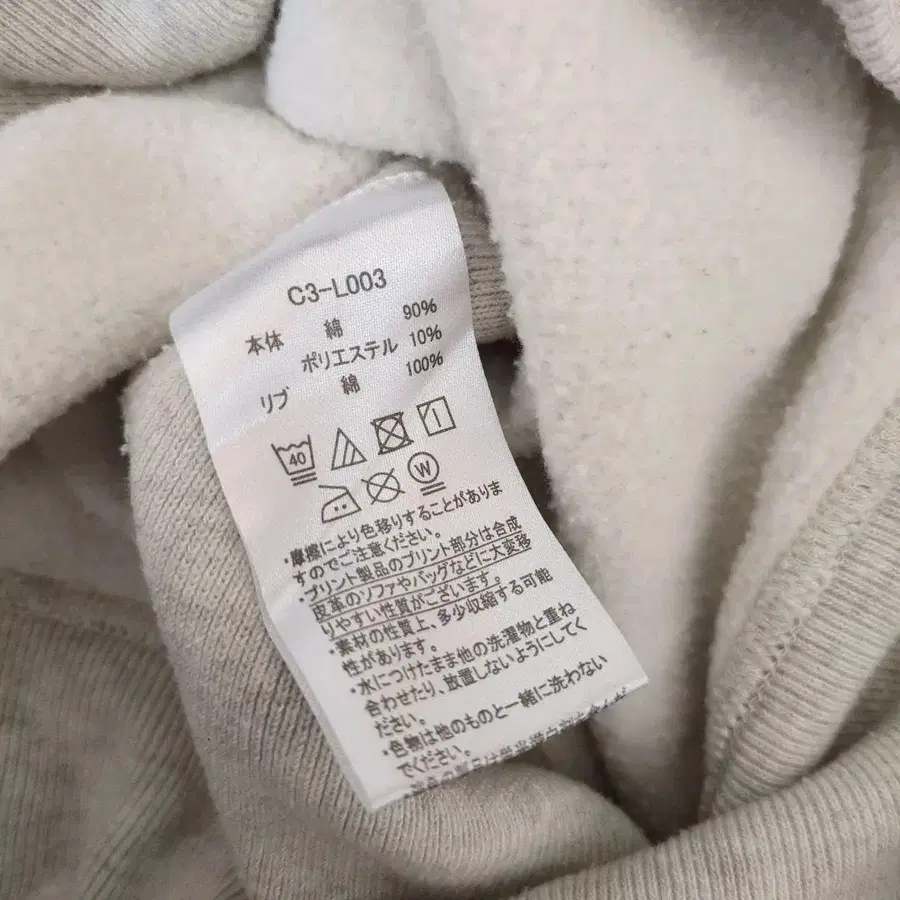 C3-L003
本体 綿 90%
ポリエステル 10%
リブ 綿 100%
40
W
・摩擦により色移りすることがありま
すのでご注意ください。
・プリント製品のプリント部分は合成
皮革のソファやバッグなどに大変移
りやすい性質がございます。
・素材の性質上、多少収縮する可能
性があります。
・水につけたまま他の洗濯物と重ね
合わせたり、放置しないようにしてく
ださい。
・色物は他のものと一緒に洗わない
でください。